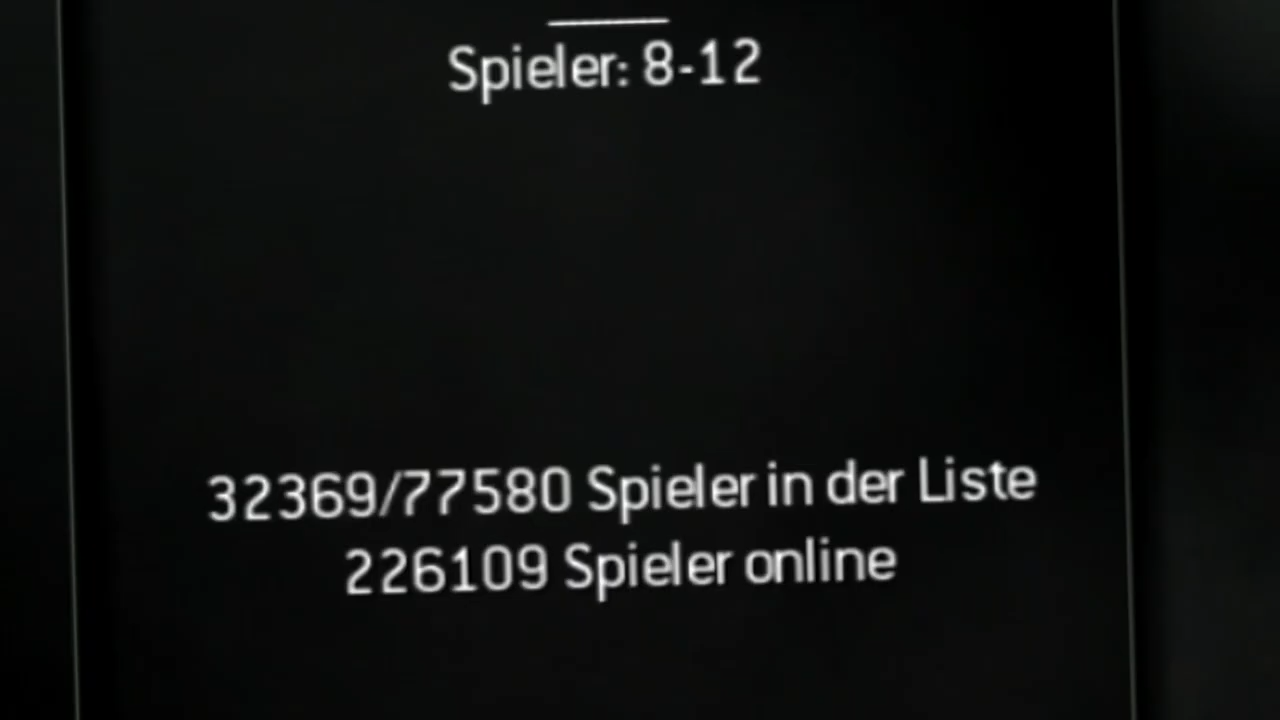 Spieler: 8-12
32369/77580 Spieler in der Liste
226109 Spieler online